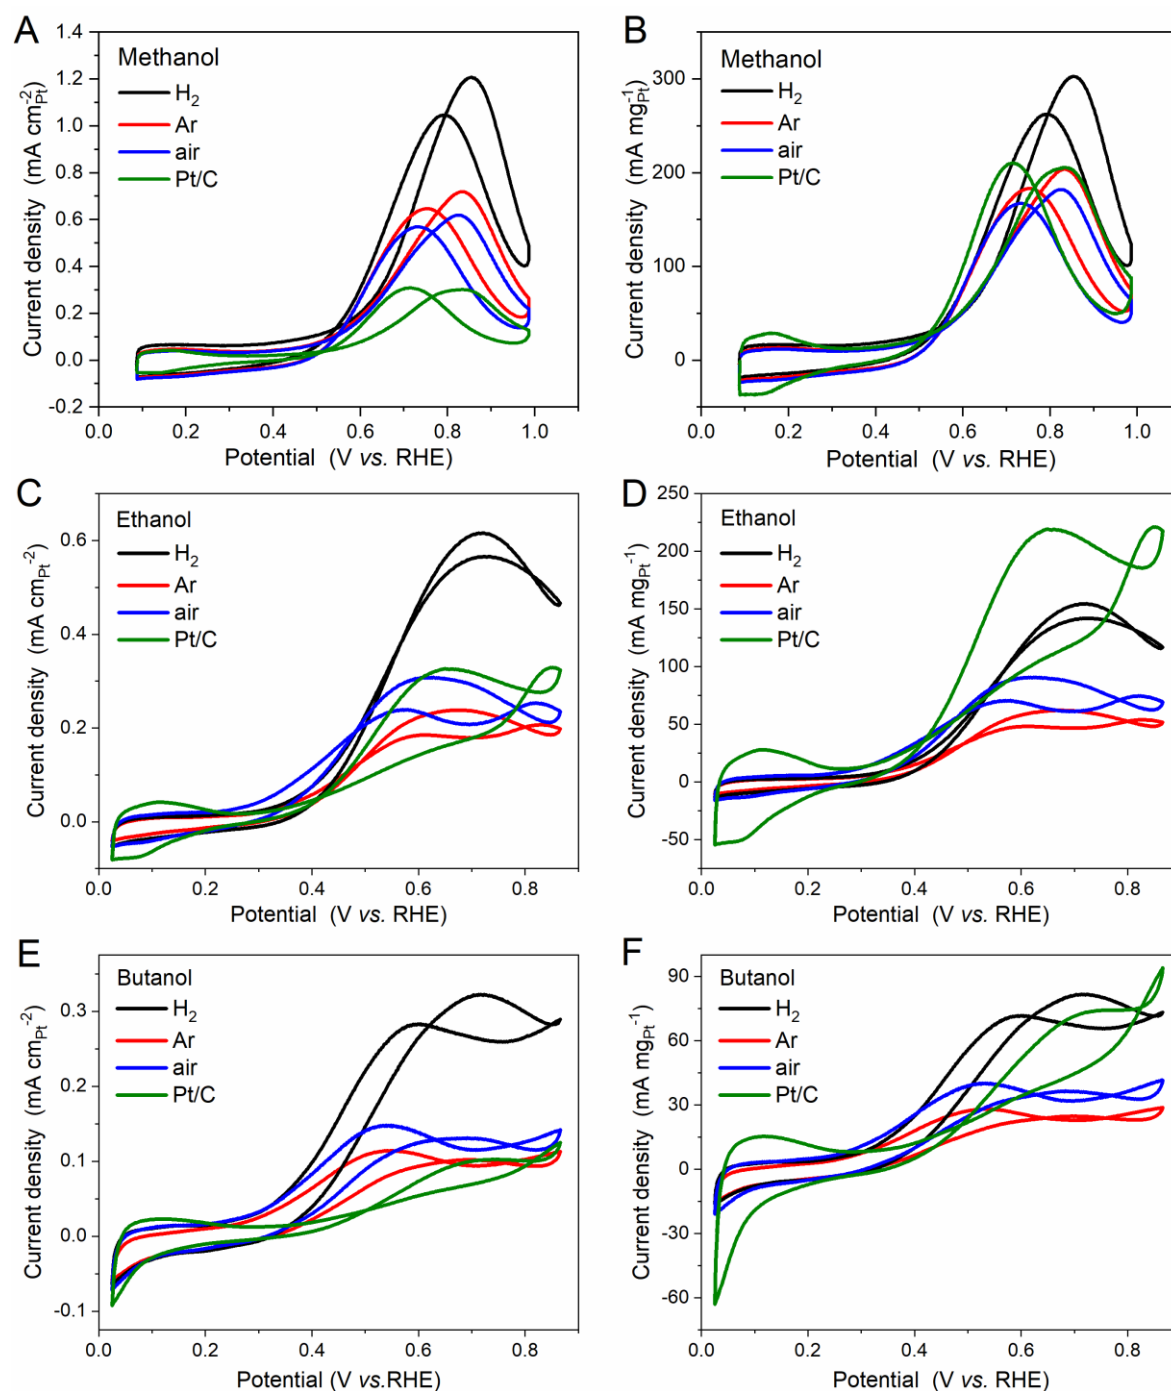 A
Methanol
H₂
Ar
air
Pt/C
1.4
1.2
1.0
0.8
0.6
0.4
0.2
0.0
-0.2
0.0 0.2 0.4 0.6 0.8 1.0
Current density (mA cm⁻²Pt)
Potential (V vs. RHE)
B
Methanol
H₂
Ar
air
Pt/C
300
200
100
0
0.0 0.2 0.4 0.6 0.8 1.0
Current density (mA mg⁻¹Pt)
Potential (V vs. RHE)
C
Ethanol
H₂
Ar
air
Pt/C
0.6
0.4
0.2
0.0
0.0 0.2 0.4 0.6 0.8
Current density (mA cmPt⁻²)
Potential (V vs. RHE)
D
Ethanol
H₂
Ar
air
Pt/C
250
200
150
100
50
0
-50
0.0 0.2 0.4 0.6 0.8
Current density (mA mgPt⁻¹)
Potential (V vs. RHE)
E
Butanol
H₂
Ar
air
Pt/C
0.3
0.2
0.1
0.0
-0.1
0.0 0.2 0.4 0.6 0.8
Current density (mA cmPt⁻²)
Potential (V vs.RHE)
F
Butanol
H₂
Ar
air
Pt/C
90
60
30
0
-30
-60
0.0 0.2 0.4 0.6 0.8
Current density (mA mgPt⁻¹)
Potential (V vs. RHE)